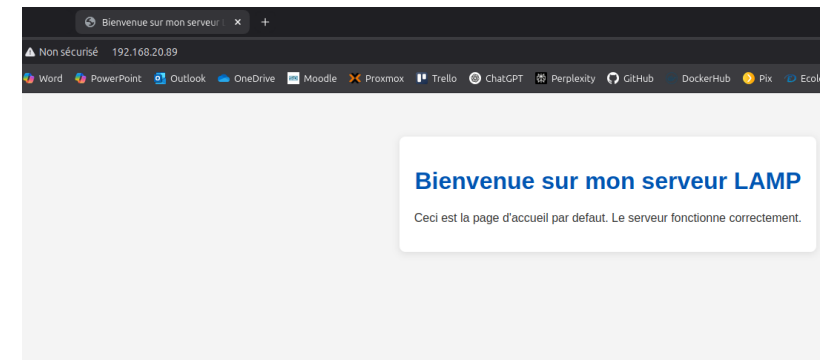 Bienvenue sur mon serveur
Non sécurisé 192.168.20.89
Word PowerPoint Outlook OneDrive Moodle Proxmox Trello ChatGPT Perplexity GitHub DockerHub Pix Ecol
Bienvenue sur mon serveur LAMP
Ceci est la page d'accueil par defaut. Le serveur fonctionne correctement.